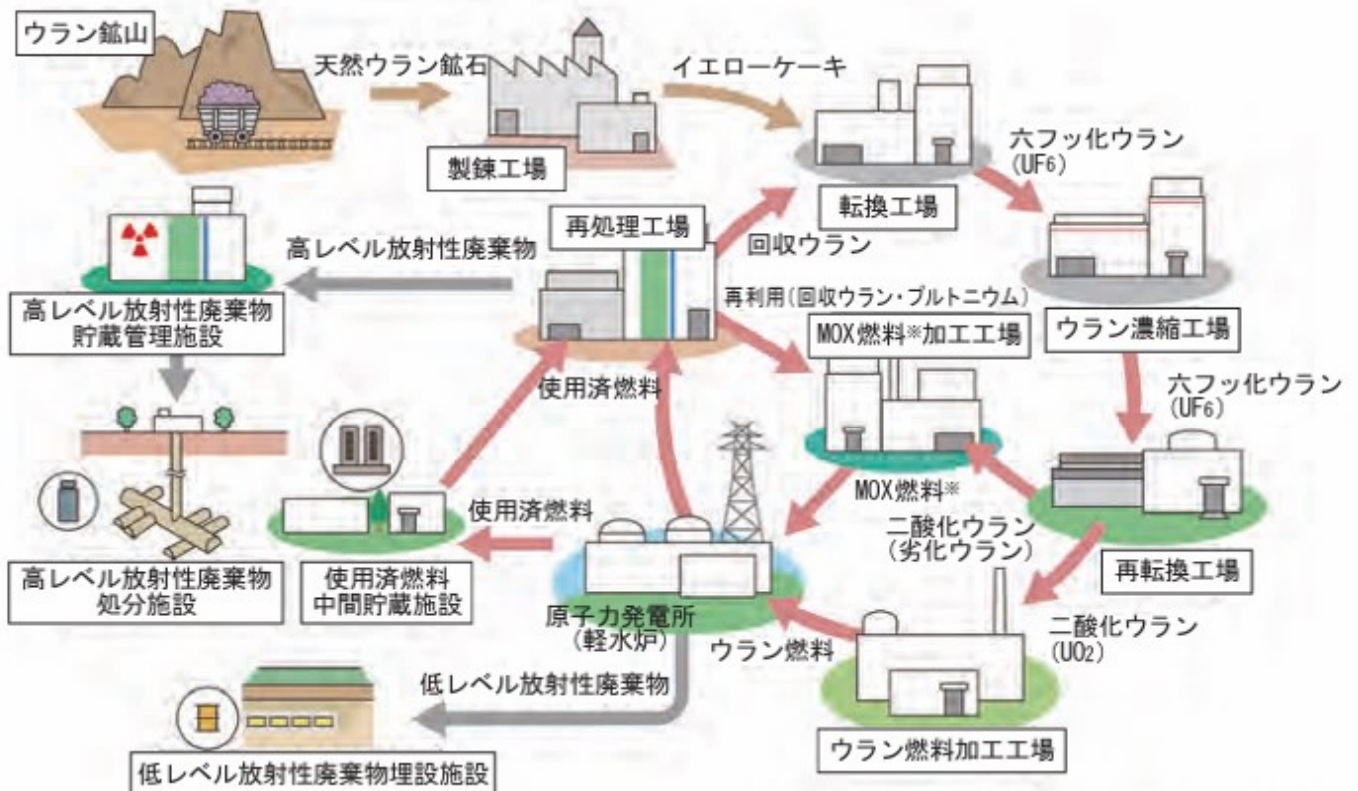 ウラン鉱山
天然ウラン鉱石
イエローケーキ
製錬工場
転換工場
六フッ化ウラン
(UF6)
再処理工場
回収ウラン
高レベル放射性廃棄物
再利用(回収ウラン・プルトニウム)
高レベル放射性廃棄物
貯蔵管理施設
MOX燃料※加工工場
ウラン濃縮工場
使用済燃料
六フッ化ウラン
(UF6)
MOX燃料※
使用済燃料
二酸化ウラン
(劣化ウラン)
高レベル放射性廃棄物
処分施設
使用済燃料
中間貯蔵施設
再転換工場
原子力発電所
(軽水炉)
ウラン燃料
二酸化ウラン
(UO2)
低レベル放射性廃棄物
ウラン燃料加工工場
低レベル放射性廃棄物埋設施設